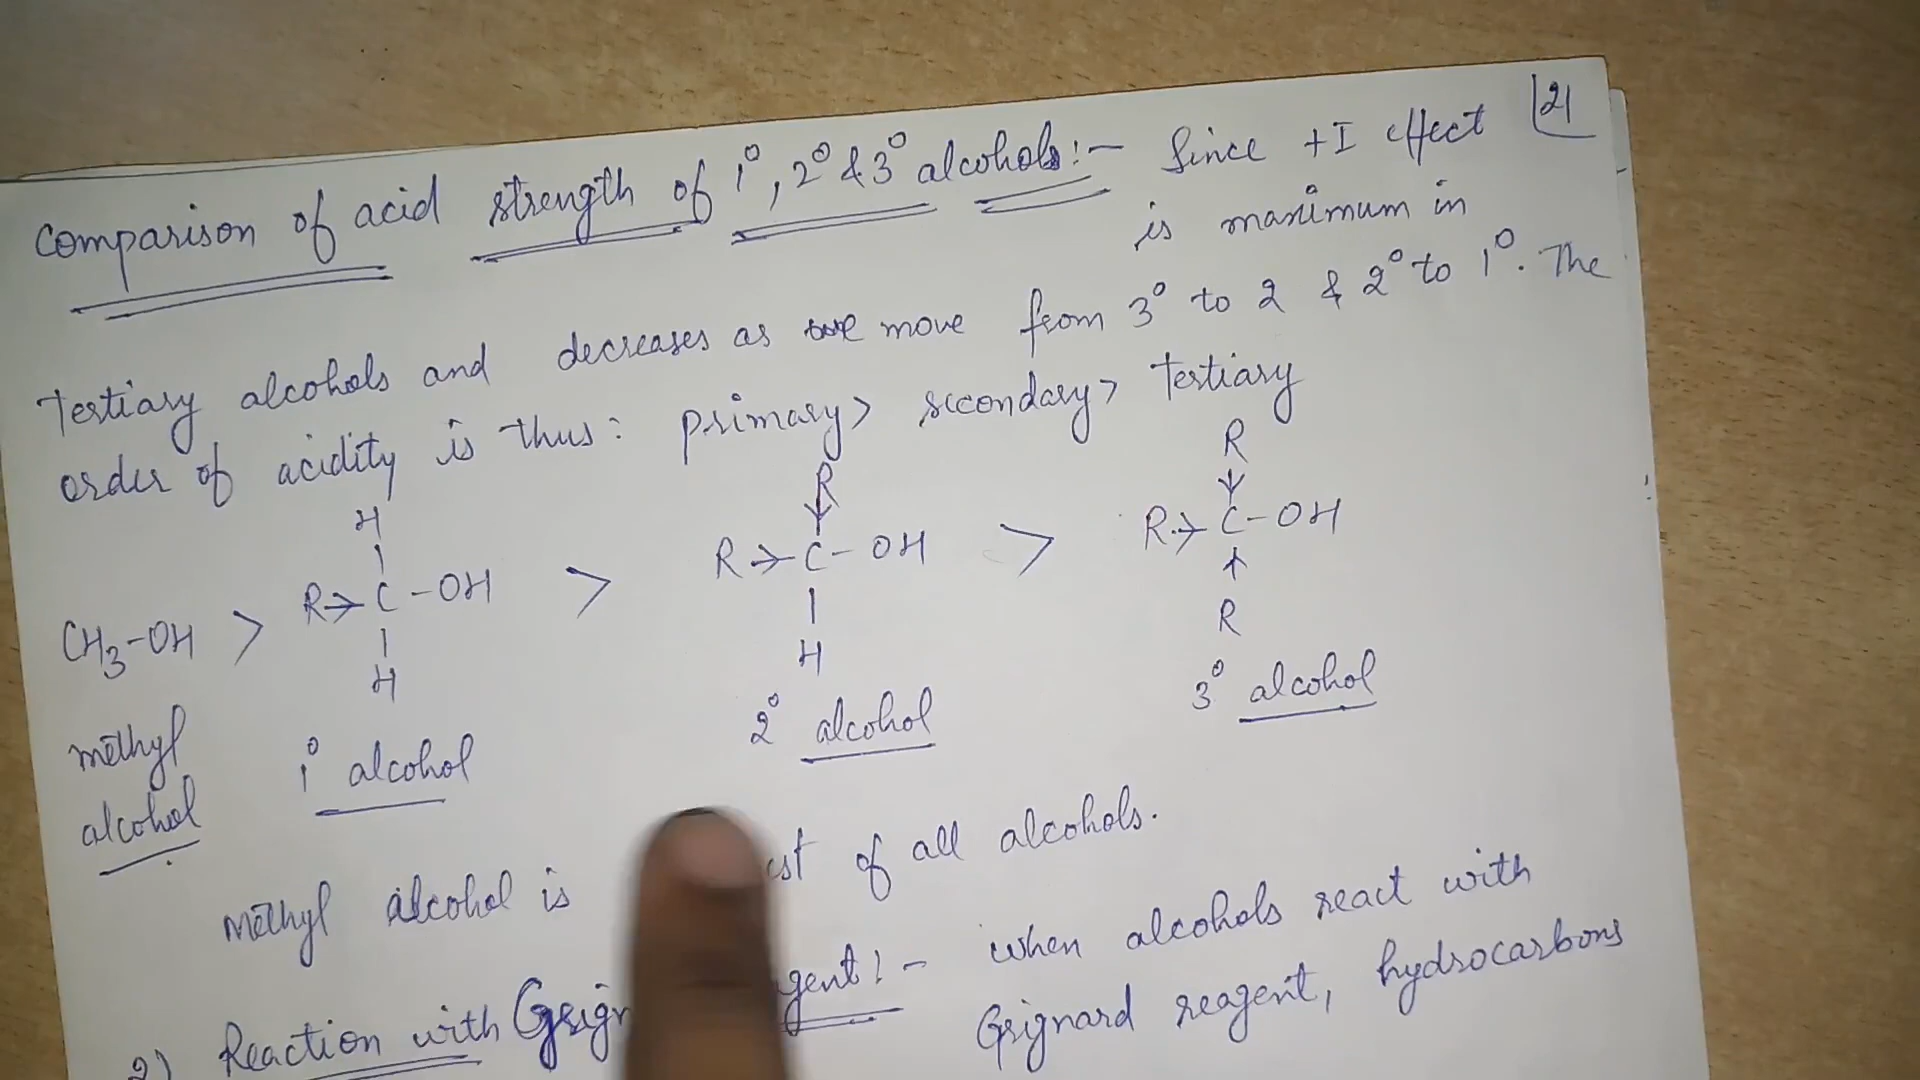 21
Comparison of acid strength of 1°, 2° & 3° alcohols:- Since +I effect
is maximum in
Tertiary alcohols and decreases as we move from 3° to 2 & 2° to 1°. The
order of acidity is thus: primary > secondary > Tertiary
H R R
CH3-OH > R→C-OH > R→C-OH > R→C-OH
H H R
methyl
alcohol 1° alcohol 2° alcohol 3° alcohol
Methyl alcohol is of all alcohols.
2) Reaction with :- when alcohols react with
Grignard reagent, hydrocarbons